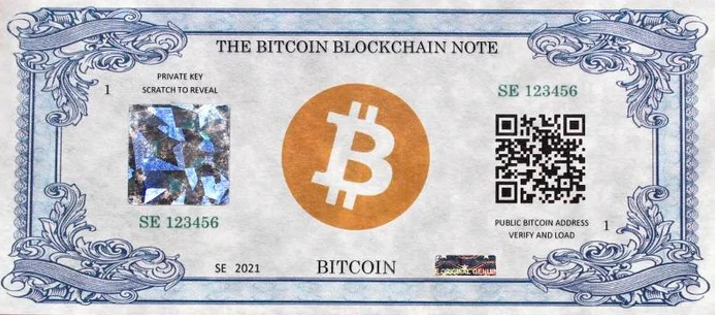 THE BITCOIN BLOCKCHAIN NOTE
1
PRIVATE KEY
SCRATCH TO REVEAL
SE 123456
SE 2021
BITCOIN
SE 123456
PUBLIC BITCOIN ADDRESS
VERIFY AND LOAD
1
ORIGINAL